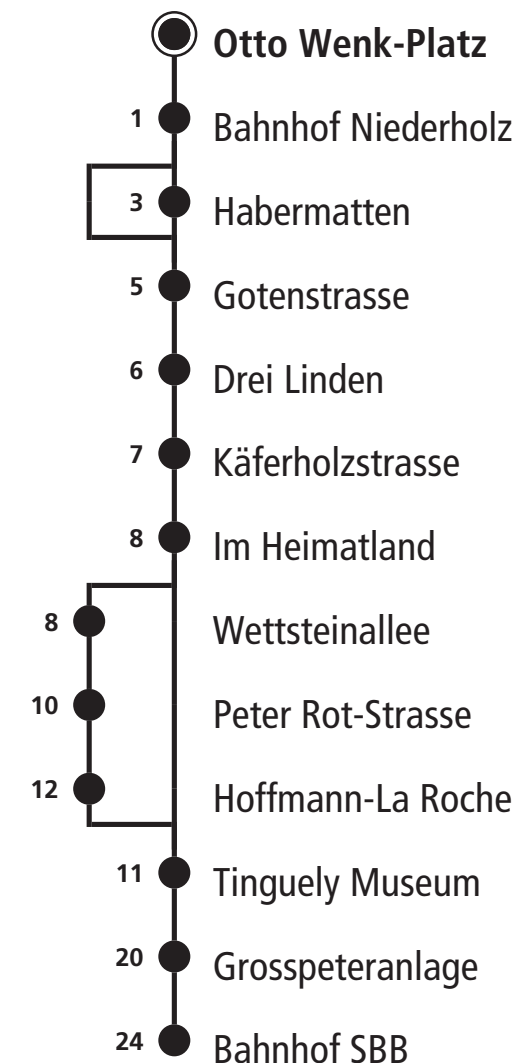 Otto Wenk-Platz
1 Bahnhof Niederholz
3 Habermatten
5 Gotenstrasse
6 Drei Linden
7 Käferholzstrasse
8 Im Heimatland
8 Wettsteinallee
10 Peter Rot-Strasse
12 Hoffmann-La Roche
11 Tinguely Museum
20 Grosspeteranlage
24 Bahnhof SBB